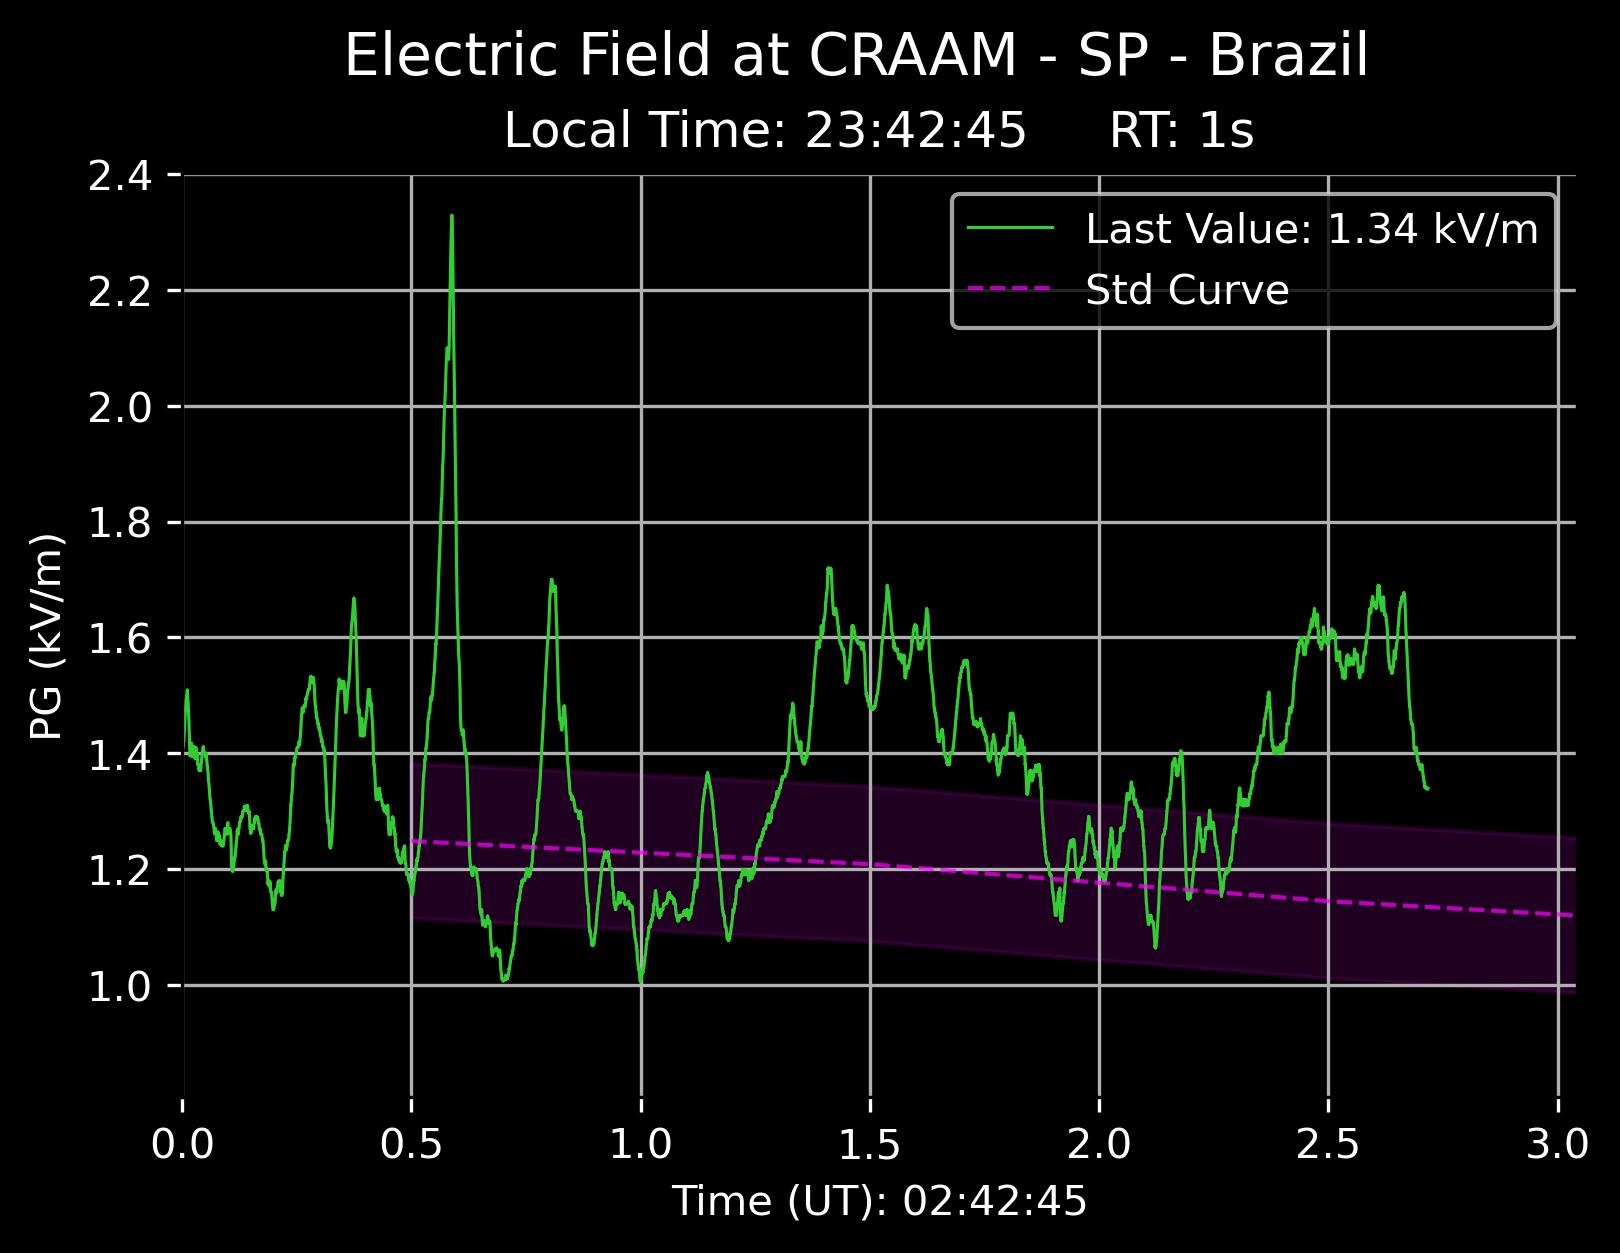 Electric Field at CRAAM - SP - Brazil
Local Time: 23:42:45 RT: 1s
Last Value: 1.34 kV/m
Std Curve
PG (kV/m)
2.4
2.2
2.0
1.8
1.6
1.4
1.2
1.0
0.0 0.5 1.0 1.5 2.0 2.5 3.0
Time (UT): 02:42:45